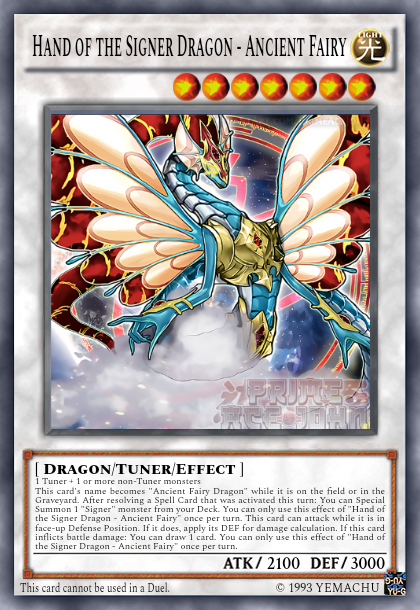 Hand of the Signer Dragon - Ancient Fairy
LIGHT
光
[ Dragon/Tuner/Effect ]
1 Tuner + 1 or more non-Tuner monsters
This card's name becomes "Ancient Fairy Dragon" while it is on the field or in the
Graveyard. After resolving a Spell Card that was activated this turn: You can Special
Summon 1 "Signer" monster from your Deck. You can only use this effect of "Hand
of the Signer Dragon - Ancient Fairy" once per turn. This card can attack while it is in
face-up Defense Position. If it does, apply its DEF for damage calculation. If this card
inflicts battle damage: You can draw 1 card. You can only use this effect of "Hand of
the Signer Dragon - Ancient Fairy" once per turn.
ATK / 2100 DEF / 3000
This card cannot be used in a Duel.
© 1993 YEMACHU